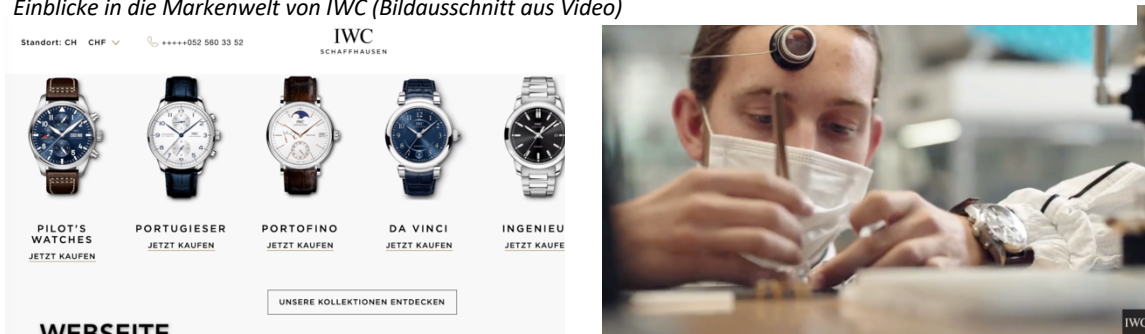 Einblicke in die Markenwelt von IWC (Bildausschnitt aus Video)
Standort: CH CHF +++++052 560 33 52
IWC
SCHAFFHAUSEN
PILOT'S
WATCHES
JETZT KAUFEN
PORTUGIESER
JETZT KAUFEN
PORTOFINO
JETZT KAUFEN
DA VINCI
JETZT KAUFEN
INGENIEU
JETZT KAUFE
UNSERE KOLLEKTIONEN ENTDECKEN
WEBSEITE
IWC